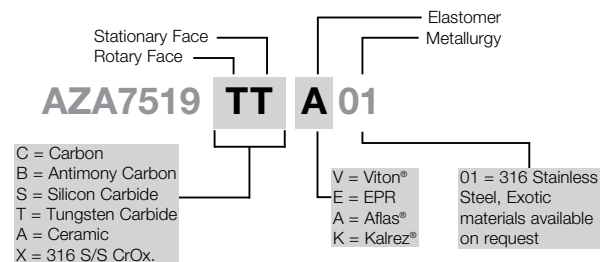 Elastomer
Stationary Face
Metallurgy
Rotary Face
AZA7519 TT A 01
C = Carbon
B = Antimony Carbon
S = Silicon Carbide
T = Tungsten Carbide
A = Ceramic
X = 316 S/S CrOx.
V = Viton®
E = EPR
A = Aflas®
K = Kalrez®
01 = 316 Stainless
Steel, Exotic
materials available
on request